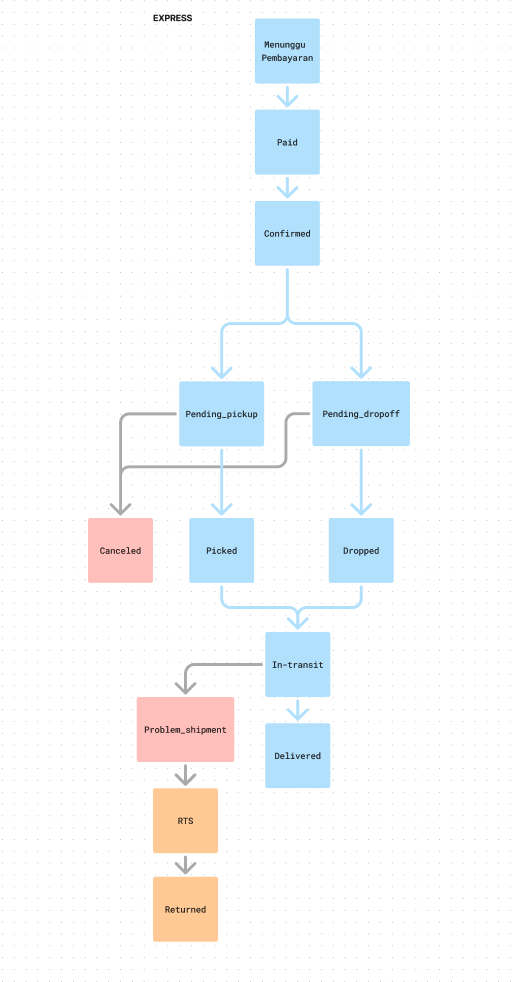 EXPRESS
Menunggu
Pembayaran
Paid
Confirmed
Pending_pickup
Pending_dropoff
Canceled
Picked
Dropped
In-transit
Problem_shipment
Delivered
RTS
Returned